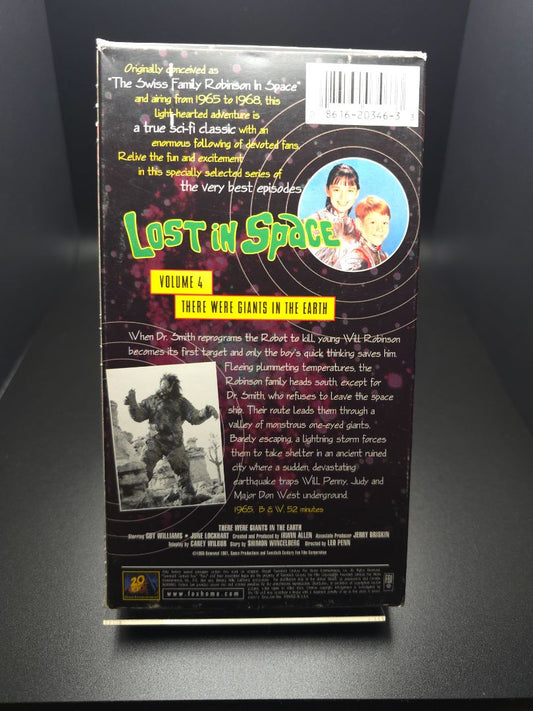 Originally conceived as
"The Swiss Family Robinson In Space"
and airing from 1965 to 1968, this
light-hearted adventure is
a true sci-fi classic with an
enormous following of devoted fans.
Relive the fun and excitement
in this specially selected series of
the very best episodes
8616-20346-3
LOST IN SPACE
VOLUME 4
THERE WERE GIANTS IN THE EARTH
When Dr. Smith reprograms the Robot to kill, young Will Robinson
becomes its first target and only the boy's quick thinking saves him.
Fleeing plummeting temperatures, the
Robinson family heads south, except for
Dr. Smith, who refuses to leave the space
ship. Their route leads them through a
valley of monstrous one-eyed giants.
Barely escaping, a lightning storm forces
them to take shelter in an ancient ruined
city where a sudden, devastating
earthquake traps Will, Penny, Judy and
Major Don West underground.
1965, B & W, 52 minutes
THERE WERE GIANTS IN THE EARTH
Starring GUY WILLIAMS • JUNE LOCKHART Created and Produced by IRWIN ALLEN Associate Producer JERRY BRISKIN
Teleplay by CAREY WILBUR Story by SHIMON WINCELBERG Directed by LEO PENN
www.foxhome.com